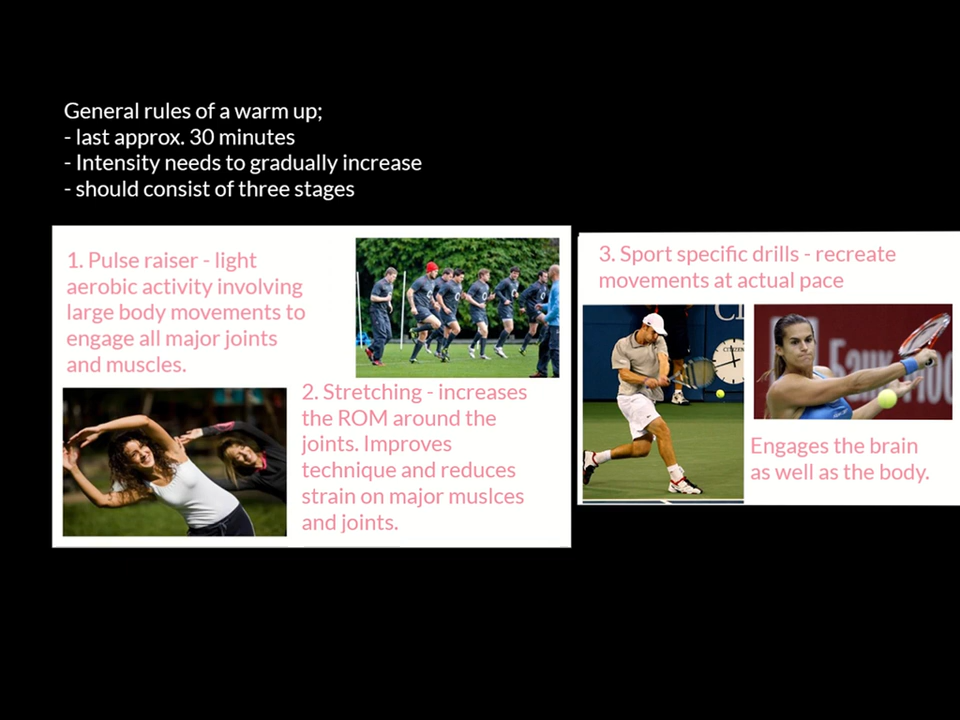 General rules of a warm up;
- last approx. 30 minutes
- Intensity needs to gradually increase
- should consist of three stages
1. Pulse raiser - light
aerobic activity involving
large body movements to
engage all major joints
and muscles.
2. Stretching - increases
the ROM around the
joints. Improves
technique and reduces
strain on major muslces
and joints.
3. Sport specific drills - recreate
movements at actual pace
CITIZEN
Engages the brain
as well as the body.